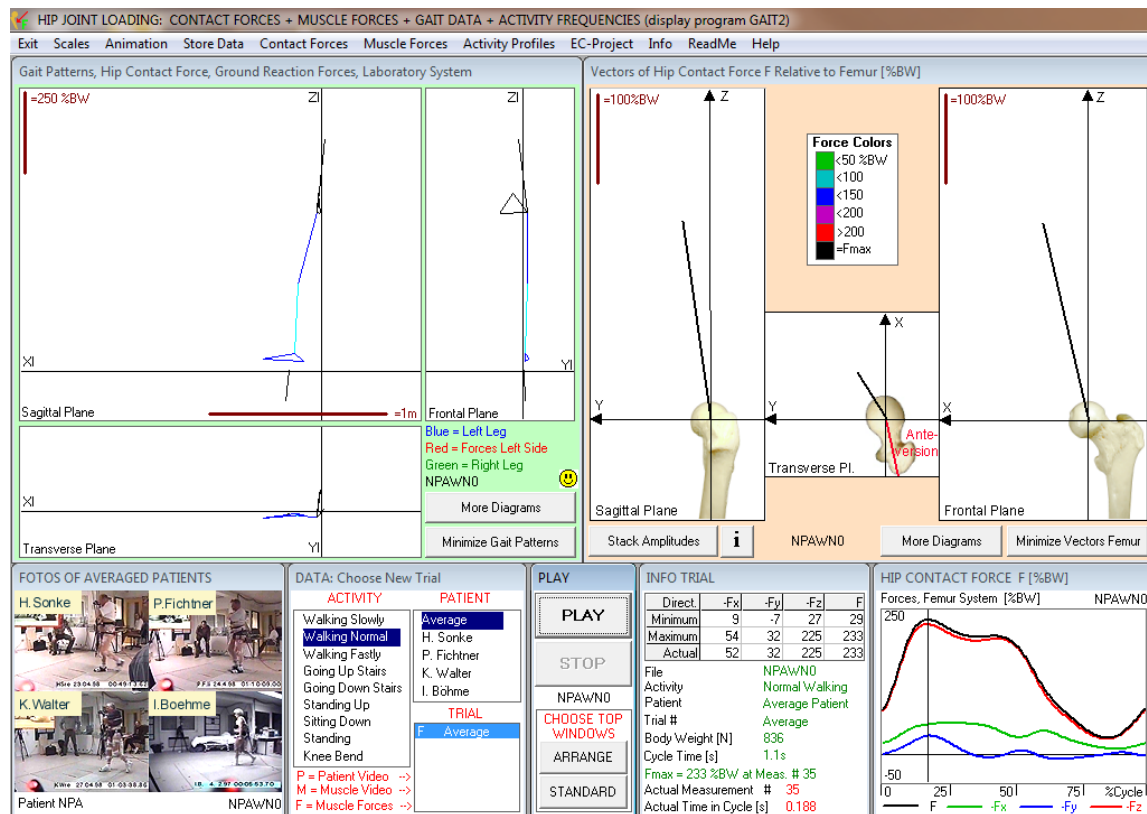 HIP JOINT LOADING: CONTACT FORCES + MUSCLE FORCES + GAIT DATA + ACTIVITY FREQUENCIES (display program GAIT2)
Exit Scales Animation Store Data Contact Forces Muscle Forces Activity Profiles EC-Project Info ReadMe Help
Gait Patterns, Hip Contact Force, Ground Reaction Forces, Laboratory System
=250 %BW
ZI
XI
Sagittal Plane
=1m
ZI
YI
Frontal Plane
XI
Transverse Plane
YI
Blue = Left Leg
Red = Forces Left Side
Green = Right Leg
NPAWN0
More Diagrams
Minimize Gait Patterns
Vectors of Hip Contact Force F Relative to Femur [%BW]
=100%BW
Z
Y
Sagittal Plane
Force Colors
<50 %BW
<100
<150
<200
>200
=Fmax
X
Y
Ante-
version
Transverse Pl.
=100%BW
Z
X
Frontal Plane
Stack Amplitudes
i
NPAWN0
More Diagrams
Minimize Vectors Femur
FOTOS OF AVERAGED PATIENTS
H.Sonke
P.Fichtner
K.Walter
I.Boehme
Patient NPA
NPAWN0
DATA: Choose New Trial
ACTIVITY
Walking Slowly
Walking Normal
Walking Fastly
Going Up Stairs
Going Down Stairs
Standing Up
Sitting Down
Standing
Knee Bend
PATIENT
Average
H. Sonke
P. Fichtner
K. Walter
I. Böhme
TRIAL
F Average
P = Patient Video -->
M = Muscle Video -->
F = Muscle Forces ->
PLAY
PLAY
STOP
NPAWN0
CHOOSE TOP
WINDOWS
ARRANGE
STANDARD
INFO TRIAL
Direct. -Fx -Fy -Fz F
Minimum 9 -7 27 29
Maximum 54 32 225 233
Actual 52 32 225 233
File NPAWN0
Activity Normal Walking
Patient Average Patient
Trial # Average
Body Weight [N] 836
Cycle Time [s] 1.1s
Fmax = 233 %BW at Meas. # 35
Actual Measurement # 35
Actual Time in Cycle [s] 0.188
HIP CONTACT FORCE F [%BW]
Forces, Femur System [%BW] NPAWN0
250
-50
0 25 50 75 %Cycle
F -Fx -Fy -Fz